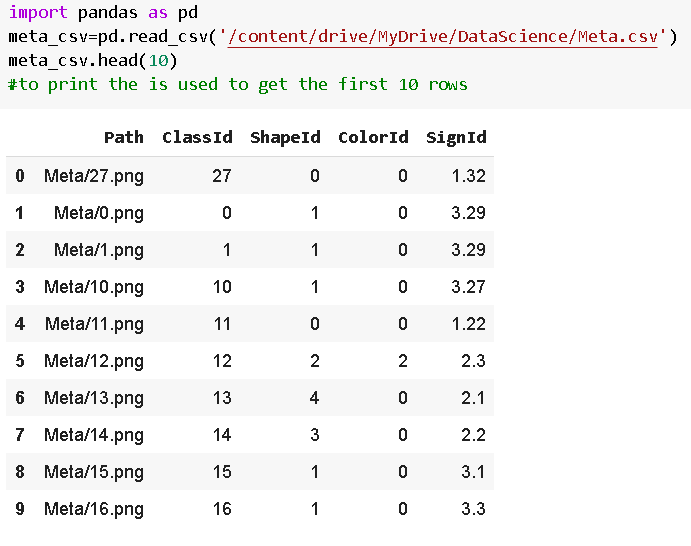 import pandas as pd
meta_csv=pd.read_csv('/content/drive/MyDrive/DataScience/Meta.csv')
meta_csv.head(10)
#to print the is used to get the first 10 rows
Path ClassId ShapeId ColorId SignId
0 Meta/27.png 27 0 0 1.32
1 Meta/0.png 0 1 0 3.29
2 Meta/1.png 1 1 0 3.29
3 Meta/10.png 10 1 0 3.27
4 Meta/11.png 11 0 0 1.22
5 Meta/12.png 12 2 2 2.3
6 Meta/13.png 13 4 0 2.1
7 Meta/14.png 14 3 0 2.2
8 Meta/15.png 15 1 0 3.1
9 Meta/16.png 16 1 0 3.3